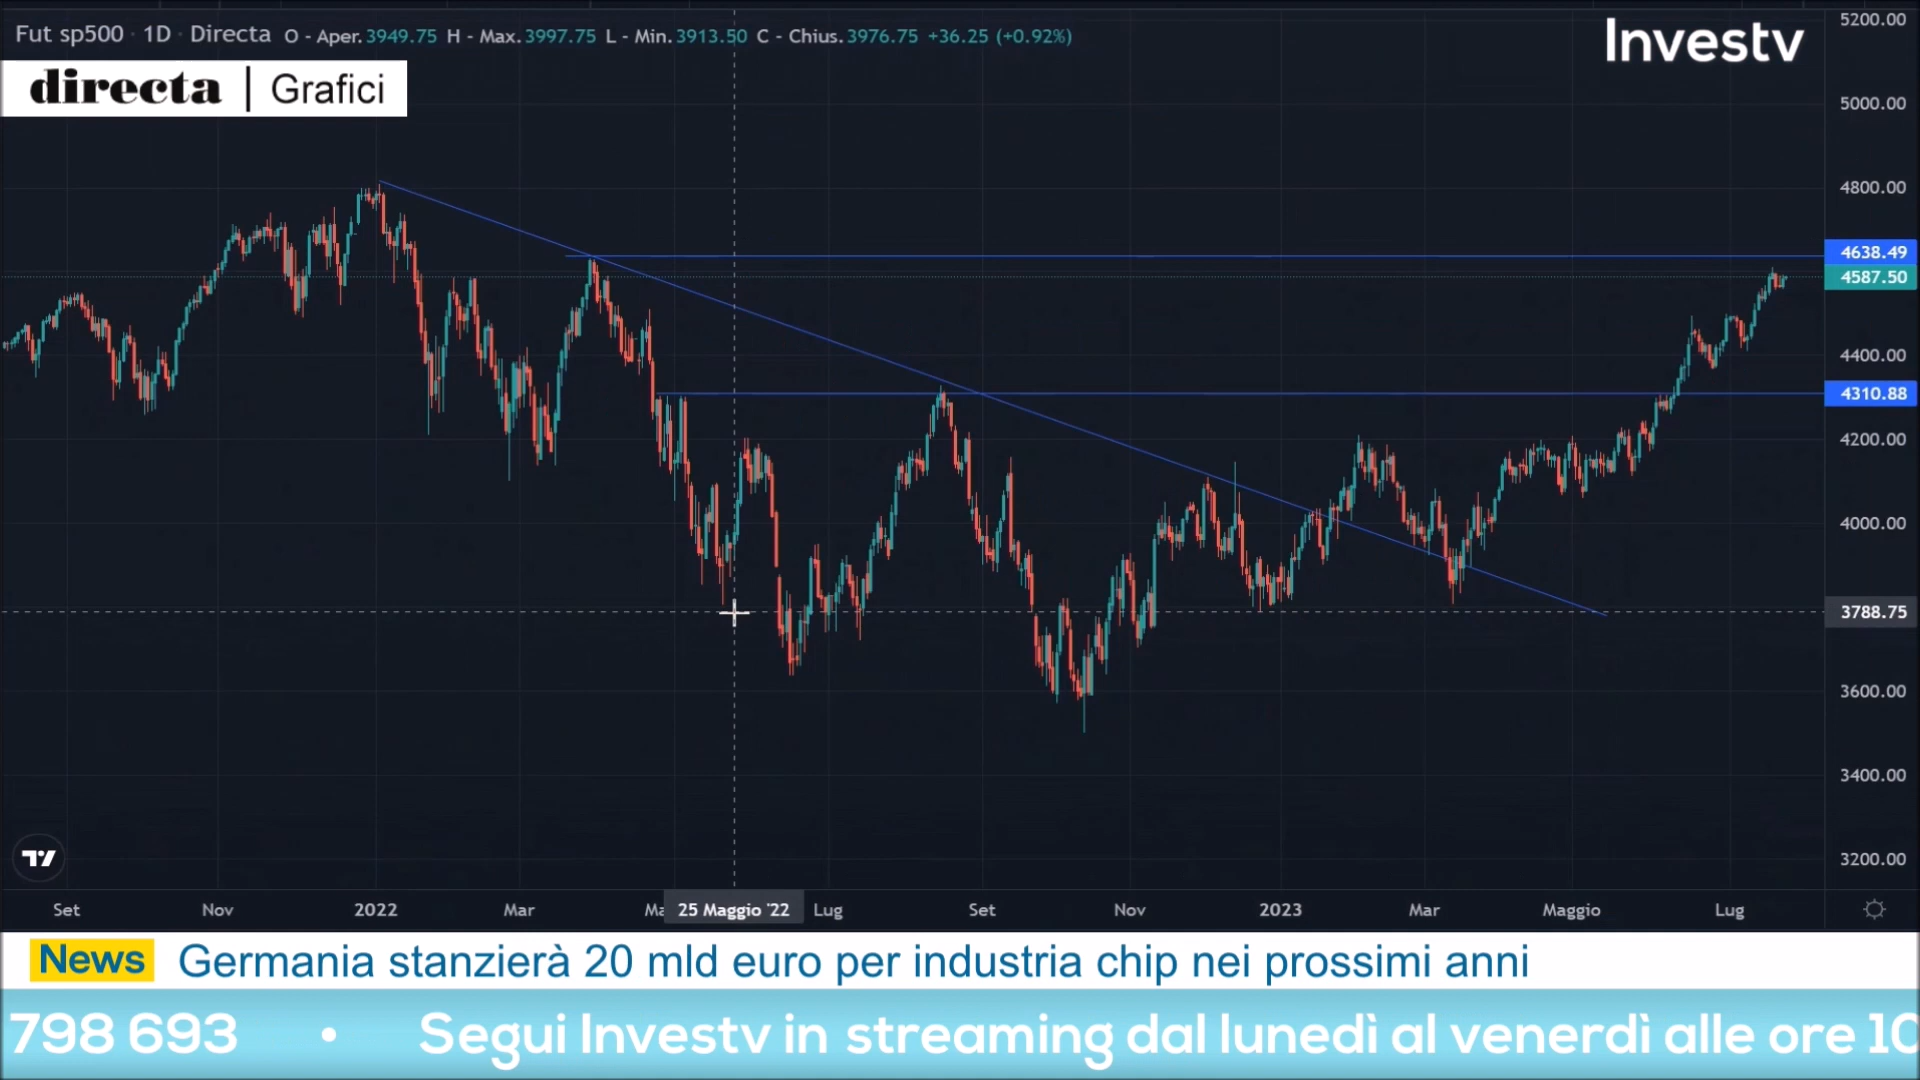 Fut sp500 · 1D · Directa O - Aper.3949.75 H - Max.3997.75 L - Min.3913.50 C - Chius.3976.75 +36.25 (+0.92%)
Investv
directa | Grafici
5200.00
5000.00
4800.00
4638.49
4587.50
4400.00
4310.88
4200.00
4000.00
3788.75
3600.00
3400.00
3200.00
Set Nov 2022 Mar Ma 25 Maggio '22 Lug Set Nov 2023 Mar Maggio Lug
News Germania stanzierà 20 mld euro per industria chip nei prossimi anni
798 693 • Segui Investv in streaming dal lunedì al venerdì alle ore 10